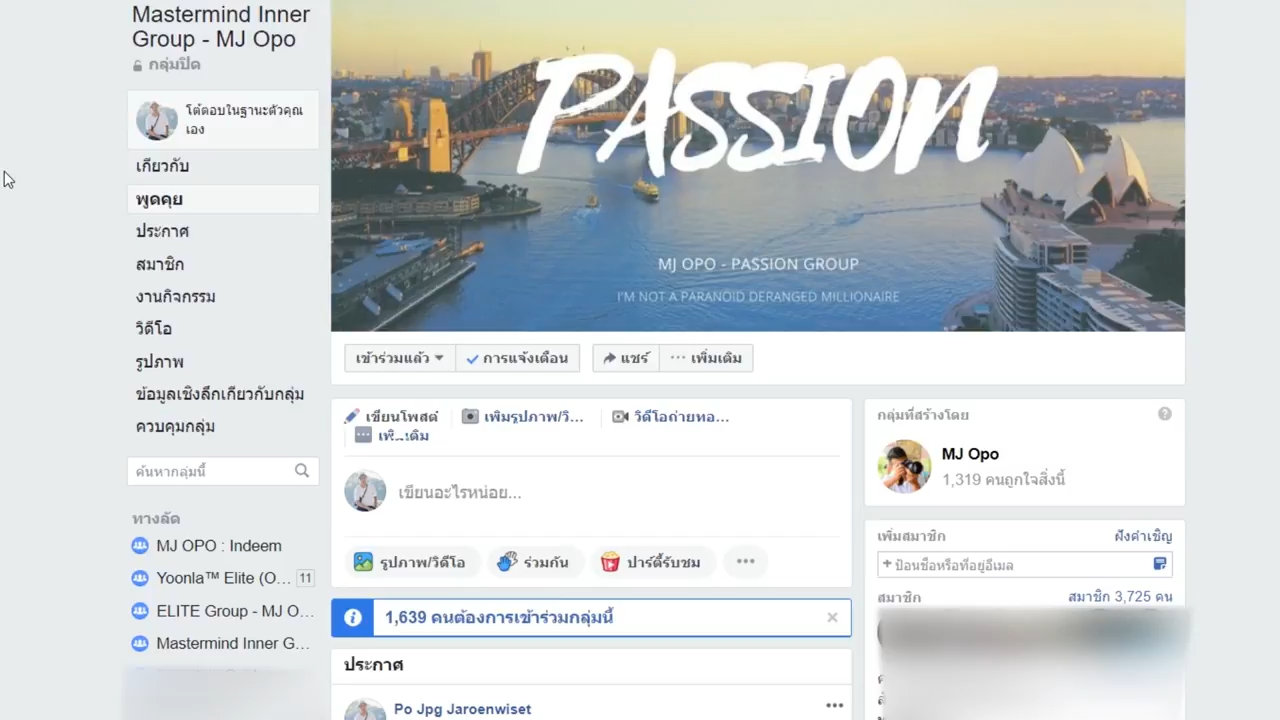 Mastermind Inner
Group - MJ Opo
กลุ่มปิด
โต้ตอบในฐานะตัวคุณ
เอง
เกี่ยวกับ
พูดคุย
ประกาศ
สมาชิก
งานกิจกรรม
วิดีโอ
รูปภาพ
ข้อมูลเชิงลึกเกี่ยวกับกลุ่ม
ควบคุมกลุ่ม
ค้นหากลุ่มนี้
ทางลัด
MJ OPO : Indeem
Yoonla™ Elite (O... 11
ELITE Group - MJ O...
Mastermind Inner G...
PASSION
MJ OPO - PASSION GROUP
I'M NOT A PARANOID DERANGED MILLIONAIRE
เข้าร่วมแล้ว การแจ้งเตือน แชร์ ··· เพิ่มเติม
เขียนโพสต์ เพิ่มรูปภาพ/วิ... วิดีโอถ่ายทอ...
เพิ่มเติม
เขียนอะไรหน่อย...
รูปภาพ/วิดีโอ ร่วมกัน ปาร์ตี้รับชม
1,639 คนต้องการเข้าร่วมกลุ่มนี้
ประกาศ
Po Jpg Jaroenwiset
กลุ่มที่สร้างโดย
MJ Opo
1,319 คนถูกใจสิ่งนี้
เพิ่มสมาชิก ฝังคำเชิญ
+ ป้อนชื่อหรือที่อยู่อีเมล
สมาชิก สมาชิก 3,725 คน